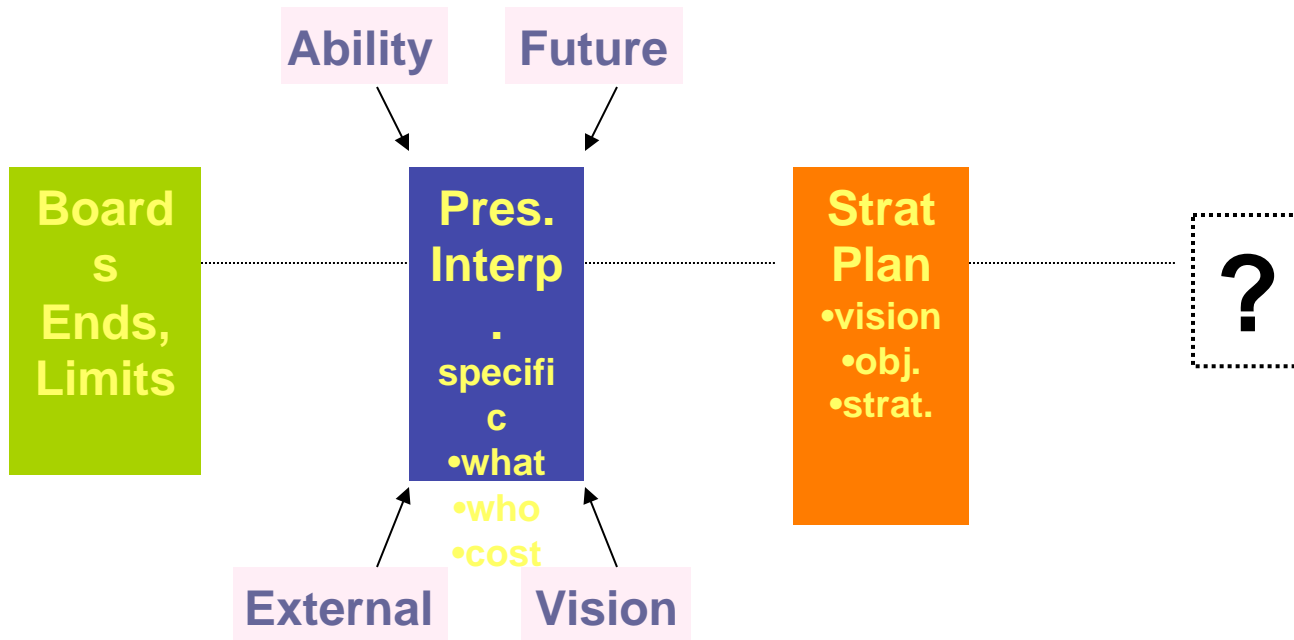 Ability
Future
Board
s
Ends,
Limits
Pres.
Interp
.
specifi
c
•what
•who
•cost
Strat
Plan
•vision
•obj.
•strat.
?
External
Vision